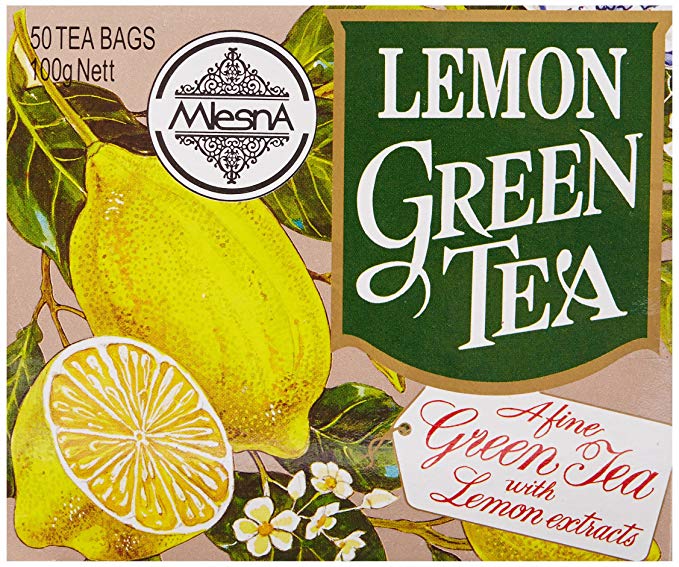 50 TEA BAGS
100g Nett
MlesnA
LEMON
GREEN
TEA
A fine
Green Tea
with
Lemon extracts